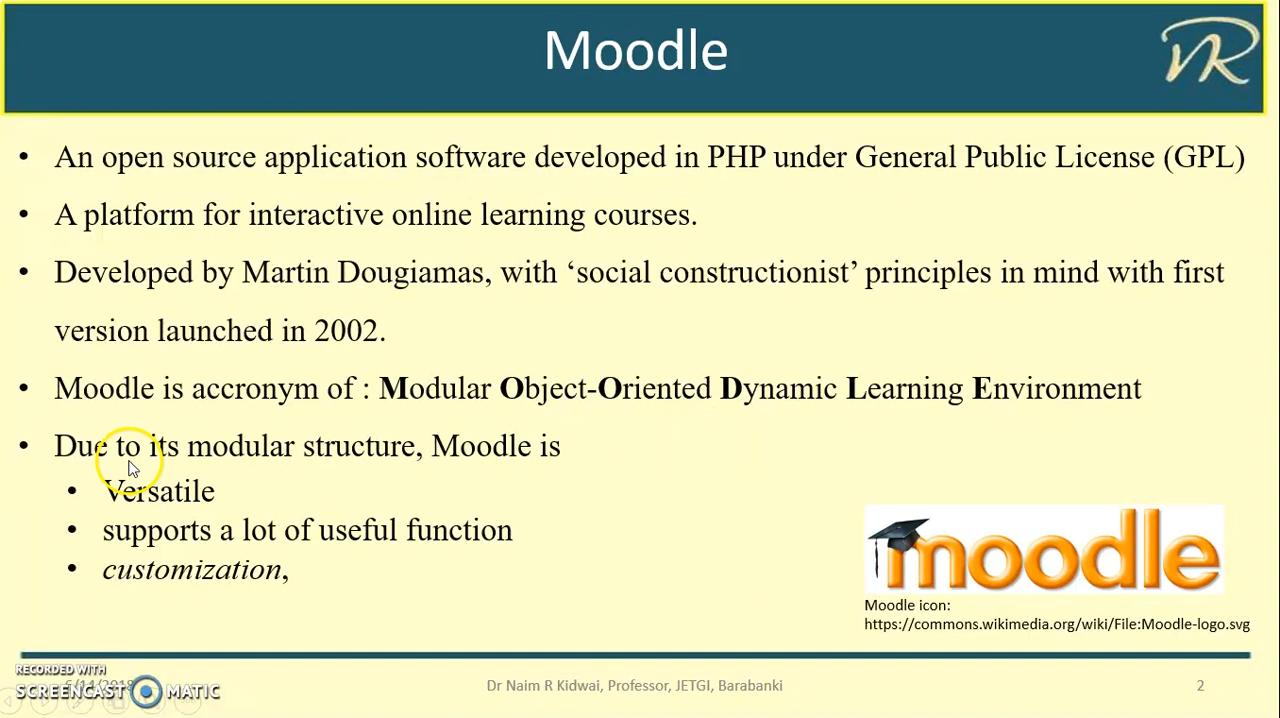 Moodle
VR
• An open source application software developed in PHP under General Public License (GPL)
• A platform for interactive online learning courses.
• Developed by Martin Dougiamas, with ‘social constructionist’ principles in mind with first
version launched in 2002.
• Moodle is accronym of : Modular Object-Oriented Dynamic Learning Environment
• Due to its modular structure, Moodle is
• Versatile
• supports a lot of useful function
• customization,
moodle
Moodle icon:
https://commons.wikimedia.org/wiki/File:Moodle-logo.svg
RECORDED WITH
SCREENCAST MATIC
Dr Naim R Kidwai, Professor, JETGI, Barabanki
2